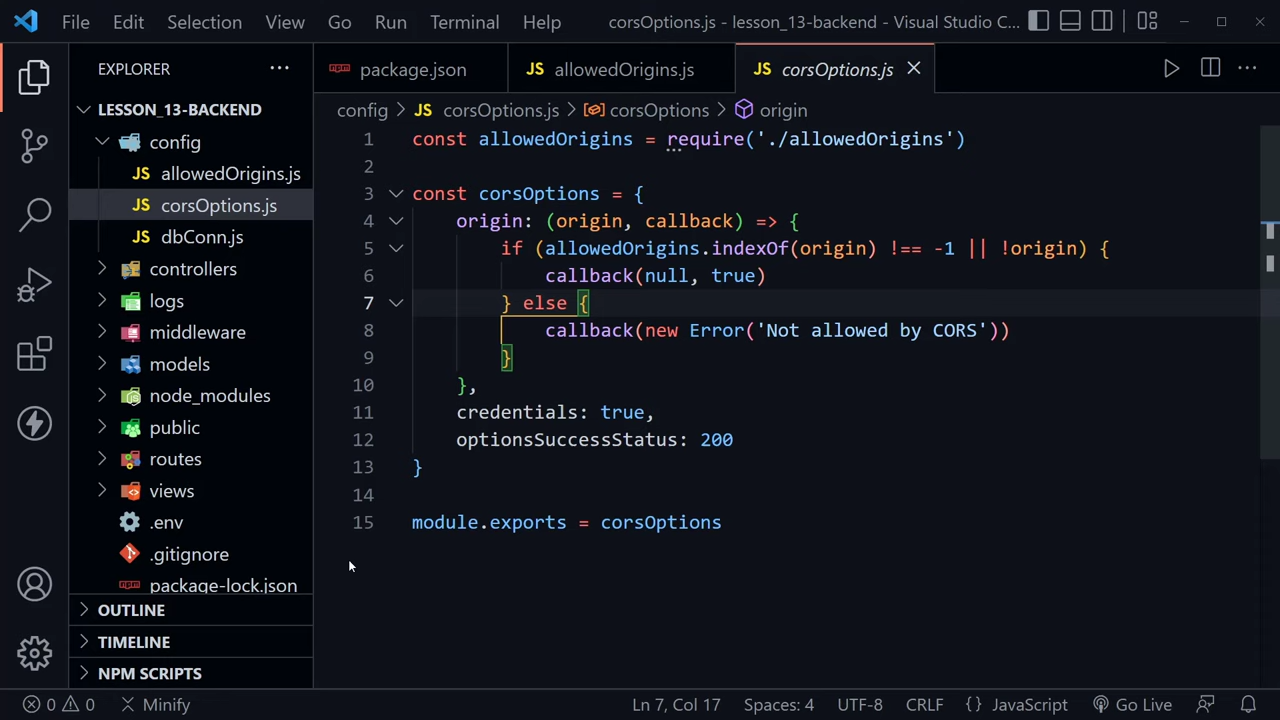 File Edit Selection View Go Run Terminal Help corsOptions.js - lesson_13-backend - Visual Studio C...
EXPLORER
package.json
JS allowedOrigins.js
JS corsOptions.js
LESSON_13-BACKEND
config > JS corsOptions.js > corsOptions > origin
config
JS allowedOrigins.js
JS corsOptions.js
JS dbConn.js
controllers
logs
middleware
models
node_modules
public
routes
views
.env
.gitignore
package-lock.json
OUTLINE
TIMELINE
NPM SCRIPTS
1 const allowedOrigins = require('./allowedOrigins')
2
3 const corsOptions = {
4 origin: (origin, callback) => {
5 if (allowedOrigins.indexOf(origin) !== -1 || !origin) {
6 callback(null, true)
7 } else {
8 callback(new Error('Not allowed by CORS'))
9 }
10 },
11 credentials: true,
12 optionsSuccessStatus: 200
13 }
14
15 module.exports = corsOptions
0 0 Minify Ln 7, Col 17 Spaces: 4 UTF-8 CRLF {} JavaScript Go Live